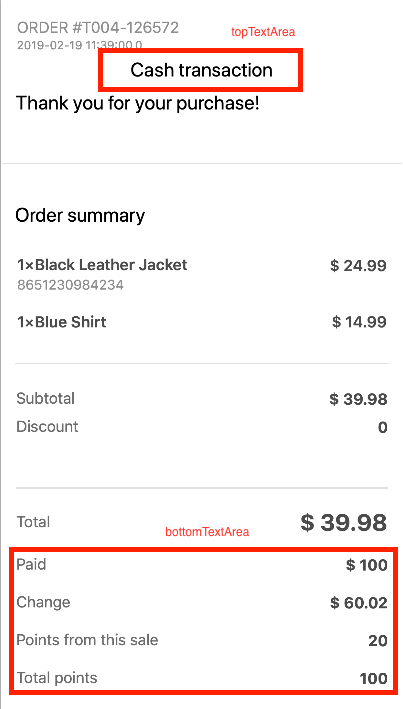 ORDER #T004-126572
topTextArea
2019-02-19 11:39:00.0
Cash transaction
Thank you for your purchase!
Order summary
1×Black Leather Jacket $ 24.99
8651230984234
1×Blue Shirt $ 14.99
Subtotal $ 39.98
Discount 0
Total $ 39.98
bottomTextArea
Paid $ 100
Change $ 60.02
Points from this sale 20
Total points 100